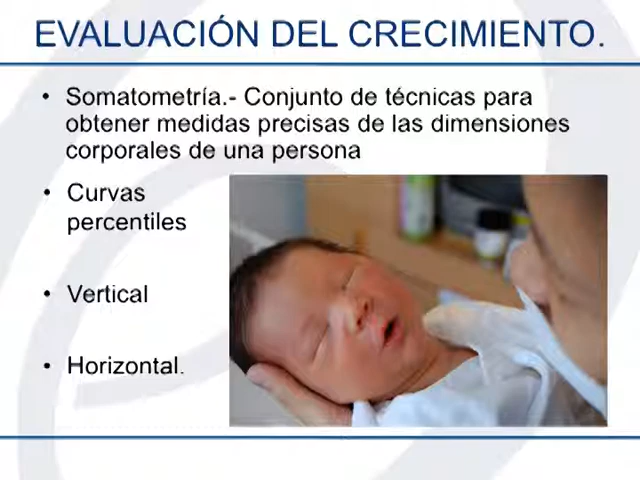 EVALUACIÓN DEL CRECIMIENTO.
• Somatometría.- Conjunto de técnicas para
obtener medidas precisas de las dimensiones
corporales de una persona
• Curvas
percentiles
• Vertical
• Horizontal.